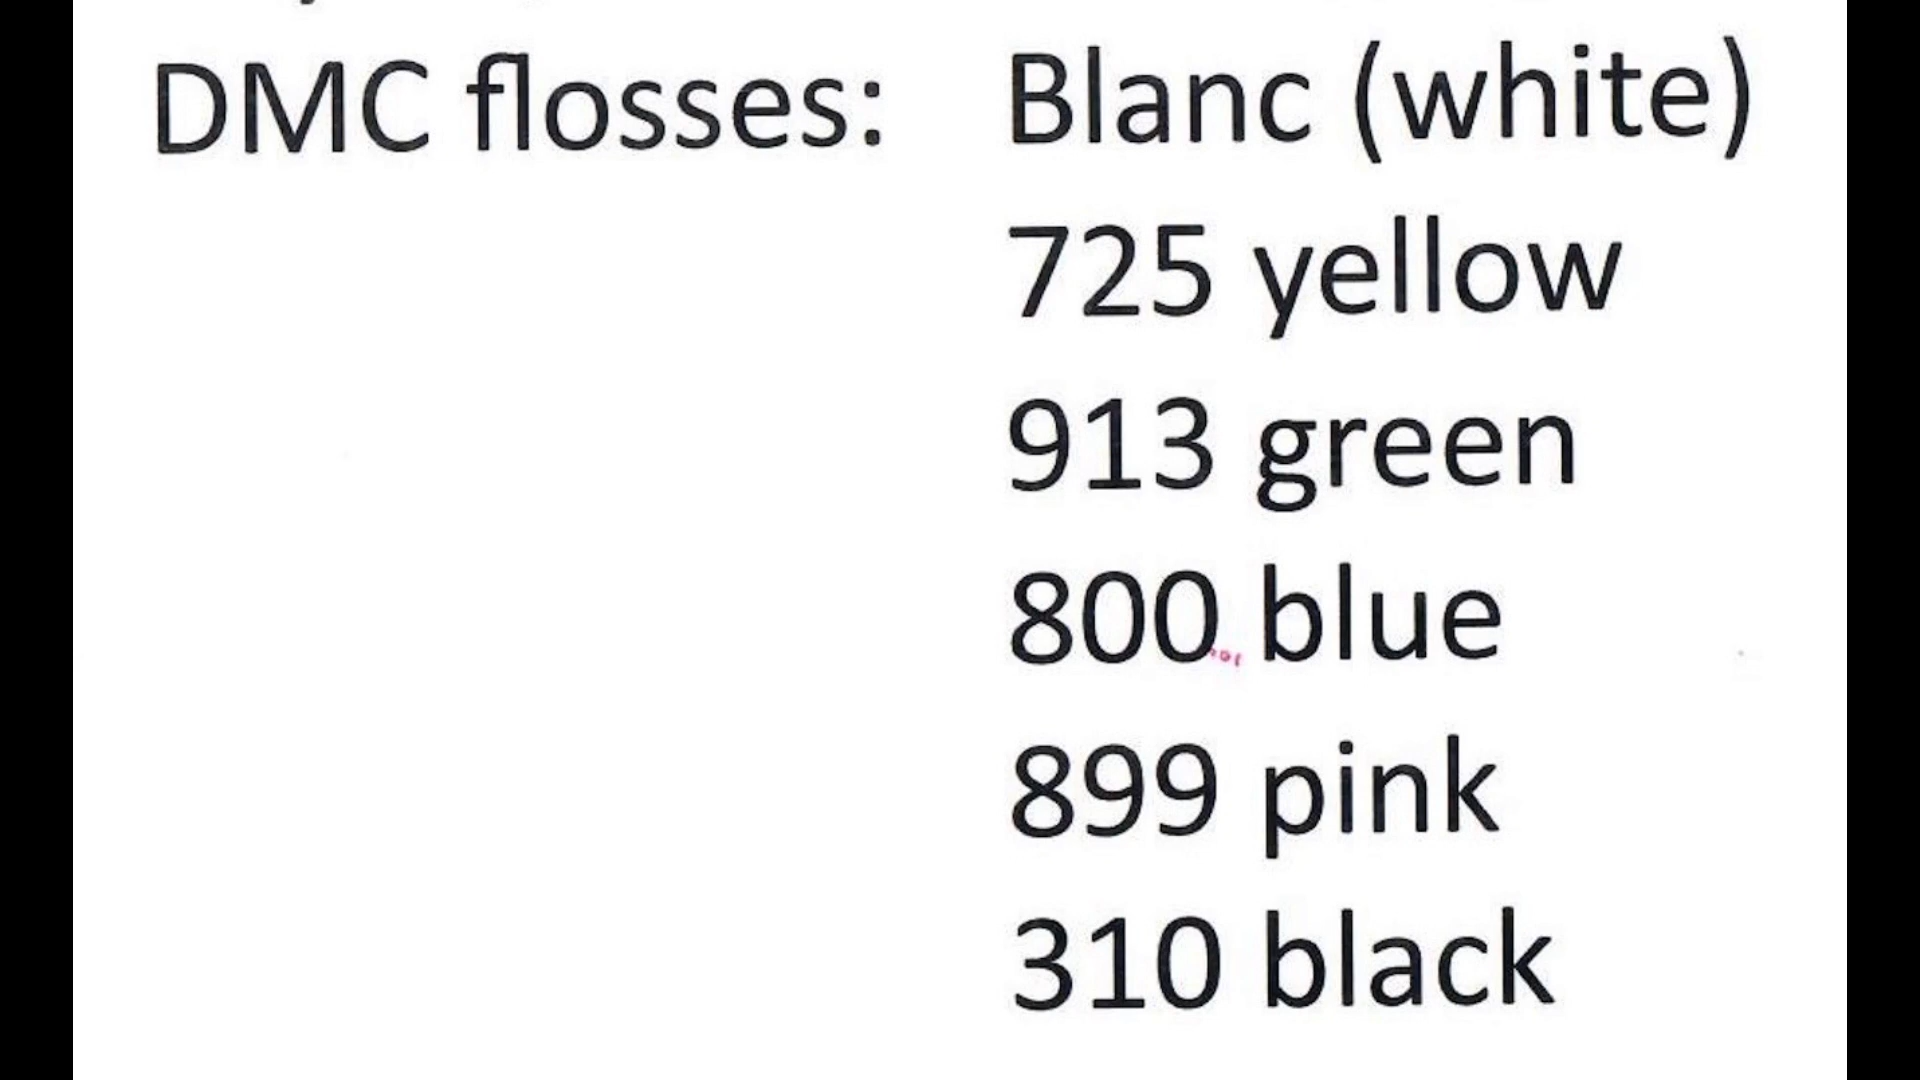 DMC flosses: Blanc (white)
725 yellow
913 green
800 blue
899 pink
310 black